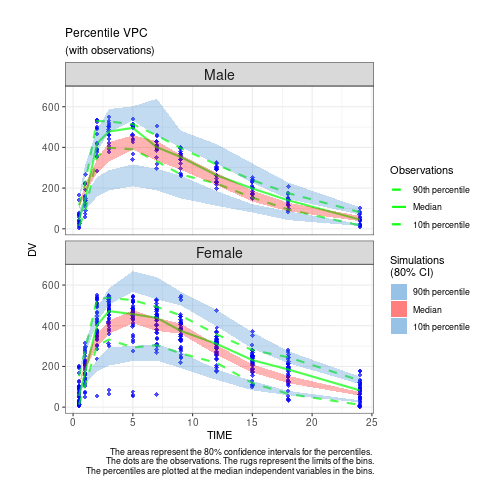 Percentile VPC
(with observations)
Male
600
400
200
0
DV
Female
600
400
200
0
0
5
10
15
20
25
TIME
Observations
90th percentile
Median
10th percentile
Simulations
(80% CI)
90th percentile
Median
10th percentile
The areas represent the 80% confidence intervals for the percentiles.
The dots are the observations. The rugs represent the limits of the bins.
The percentiles are plotted at the median independent variables in the bins.